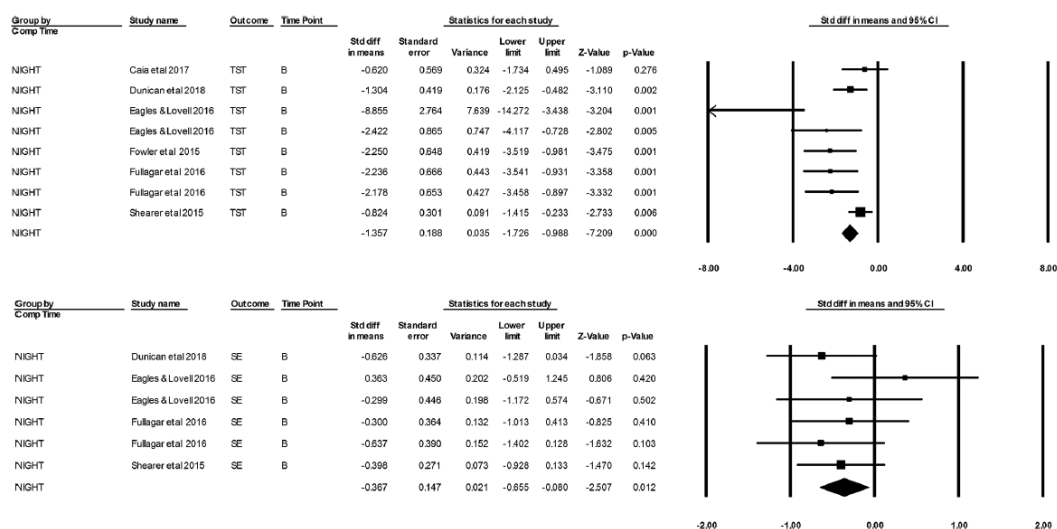 Group by Study name Outcome Time Point Statistics for each study Std diff in means and 95% CI
Comp Time
Std diff Standard Lower Upper
in means error Variance limit limit Z-Value p-Value
NIGHT Caia et al 2017 TST B -0.620 0.569 0.324 -1.734 0.495 -1.089 0.276
NIGHT Dunican et al 2018 TST B -1.304 0.419 0.176 -2.125 -0.482 -3.110 0.002
NIGHT Eagles & Lovell 2016 TST B -8.855 2.764 7.639 -14.272 -3.438 -3.204 0.001
NIGHT Eagles & Lovell 2016 TST B -2.422 0.865 0.747 -4.117 -0.728 -2.802 0.005
NIGHT Fowler et al 2015 TST B -2.250 0.648 0.419 -3.519 -0.981 -3.475 0.001
NIGHT Fullagar et al 2016 TST B -2.236 0.666 0.443 -3.541 -0.931 -3.358 0.001
NIGHT Fullagar et al 2016 TST B -2.178 0.653 0.427 -3.458 -0.897 -3.332 0.001
NIGHT Shearer et al 2015 TST B -0.824 0.301 0.091 -1.415 -0.233 -2.733 0.006
NIGHT -1.357 0.188 0.035 -1.726 -0.988 -7.209 0.000
-8.00 -4.00 0.00 4.00 8.00
Group by Study name Outcome Time Point Statistics for each study Std diff in means and 95% CI
Comp Time
Std diff Standard Lower Upper
in means error Variance limit limit Z-Value p-Value
NIGHT Dunican et al 2018 SE B -0.626 0.337 0.114 -1.287 0.034 -1.858 0.063
NIGHT Eagles & Lovell 2016 SE B 0.363 0.450 0.202 -0.519 1.245 0.806 0.420
NIGHT Eagles & Lovell 2016 SE B -0.299 0.446 0.198 -1.172 0.574 -0.671 0.502
NIGHT Fullagar et al 2016 SE B -0.300 0.364 0.132 -1.013 0.413 -0.825 0.410
NIGHT Fullagar et al 2016 SE B -0.637 0.390 0.152 -1.402 0.128 -1.632 0.103
NIGHT Shearer et al 2015 SE B -0.398 0.271 0.073 -0.928 0.133 -1.470 0.142
NIGHT -0.367 0.147 0.021 -0.655 -0.080 -2.507 0.012
-2.00 -1.00 0.00 1.00 2.00